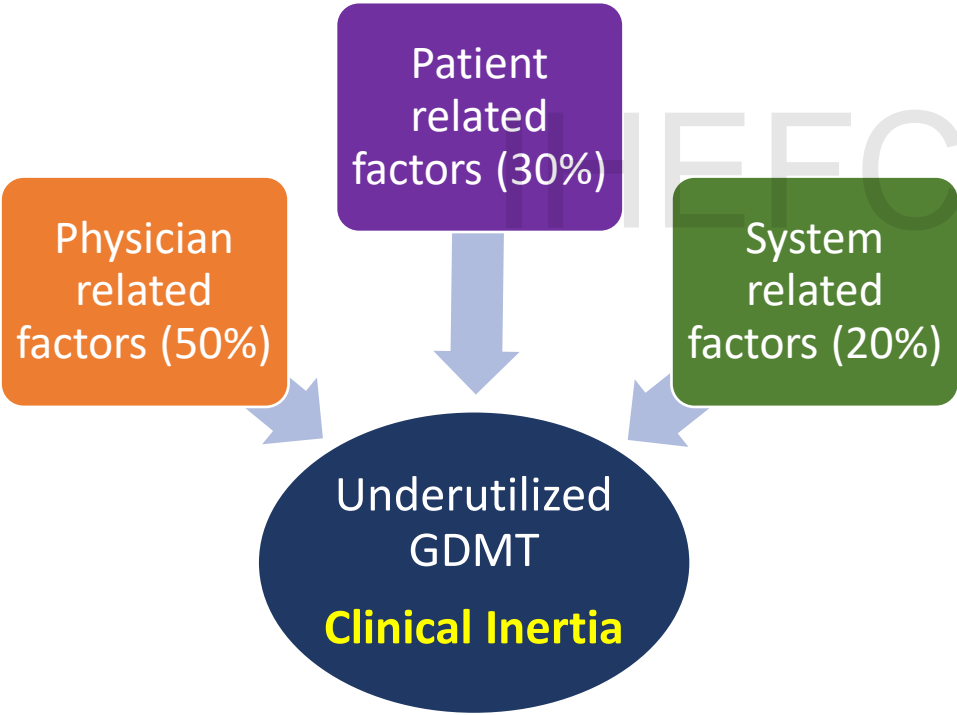 Patient
related
factors (30%)
Physician
related
factors (50%)
System
related
factors (20%)
Underutilized
GDMT
Clinical Inertia